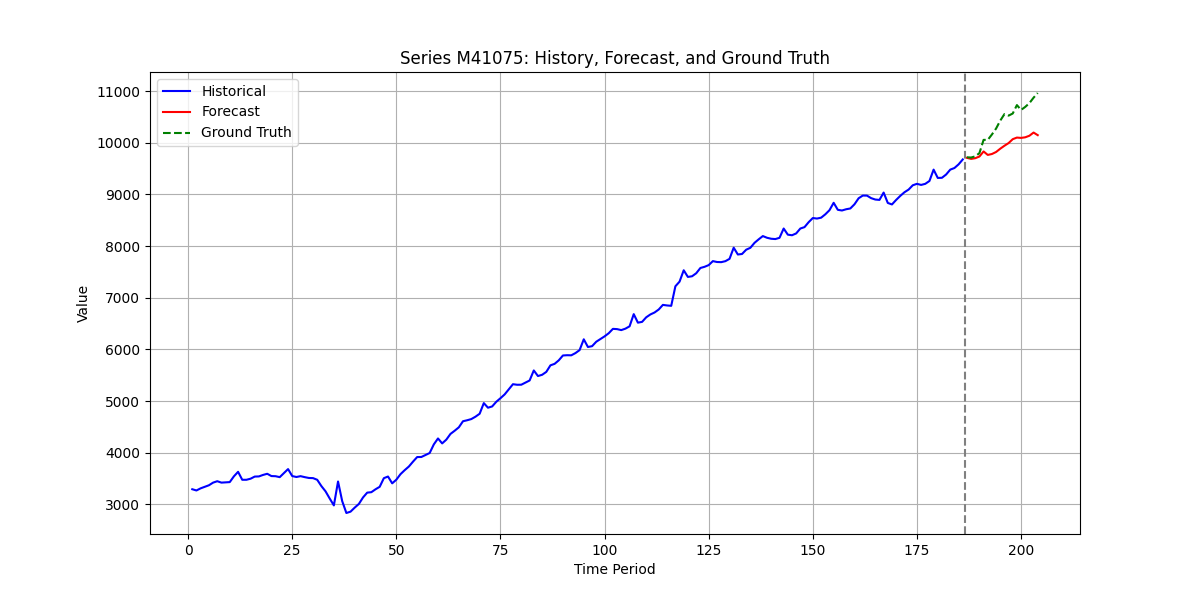 Series M41075: History, Forecast, and Ground Truth
Historical
Forecast
Ground Truth
11000
10000
9000
8000
7000
6000
5000
4000
3000
Value
0 25 50 75 100 125 150 175 200
Time Period